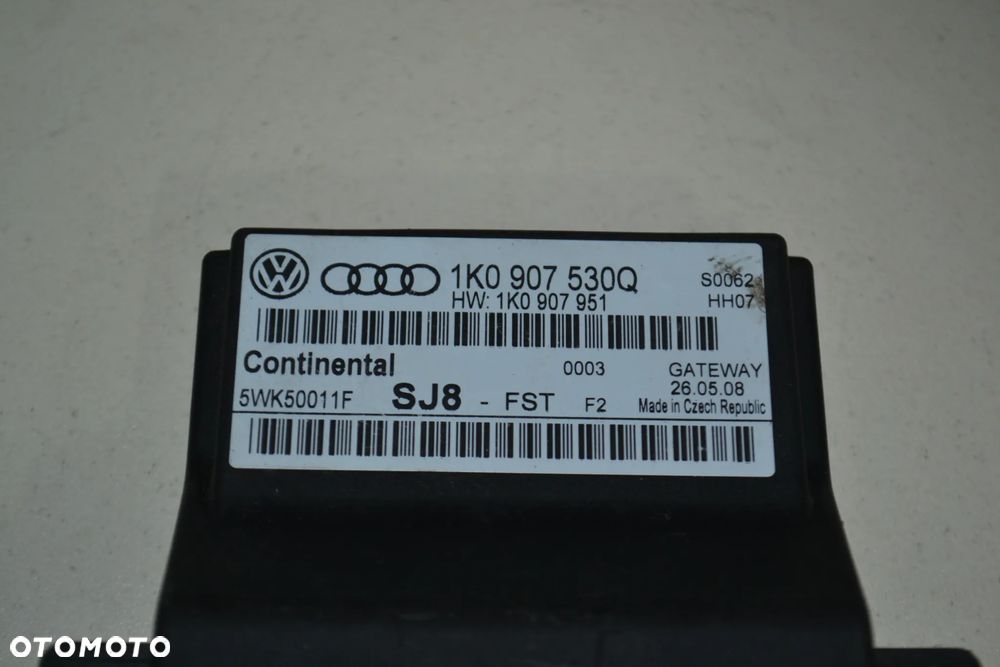 1K0 907 530Q S0062
HW: 1K0 907 951 HH07
Continental 0003 GATEWAY
5WK50011F SJ8 - FST F2 26.05.08
Made in Czech Republic
OTOMOTO